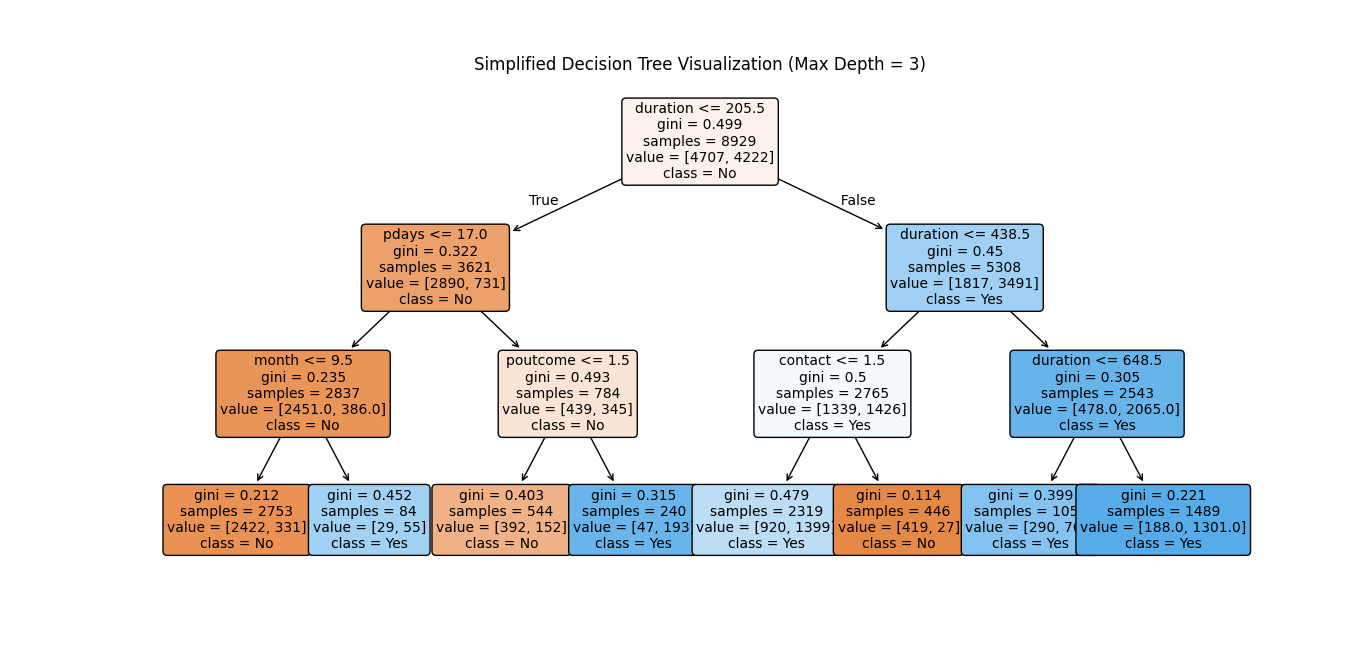 Simplified Decision Tree Visualization (Max Depth = 3)
duration <= 205.5
gini = 0.499
samples = 8929
value = [4707, 4222]
class = No
True
False
pdays <= 17.0
gini = 0.322
samples = 3621
value = [2890, 731]
class = No
duration <= 438.5
gini = 0.45
samples = 5308
value = [1817, 3491]
class = Yes
month <= 9.5
gini = 0.235
samples = 2837
value = [2451.0, 386.0]
class = No
poutcome <= 1.5
gini = 0.493
samples = 784
value = [439, 345]
class = No
contact <= 1.5
gini = 0.5
samples = 2765
value = [1339, 1426]
class = Yes
duration <= 648.5
gini = 0.305
samples = 2543
value = [478.0, 2065.0]
class = Yes
gini = 0.212
samples = 2753
value = [2422, 331]
class = No
gini = 0.452
samples = 84
value = [29, 55]
class = Yes
gini = 0.403
samples = 544
value = [392, 152]
class = No
gini = 0.315
samples = 240
value = [47, 193
class = Yes
gini = 0.479
samples = 2319
value = [920, 1399]
class = Yes
gini = 0.114
samples = 446
value = [419, 27]
class = No
gini = 0.399
samples = 105
value = [290,
class = Yes
gini = 0.221
samples = 1489
value = [188.0, 1301.0]
class = Yes